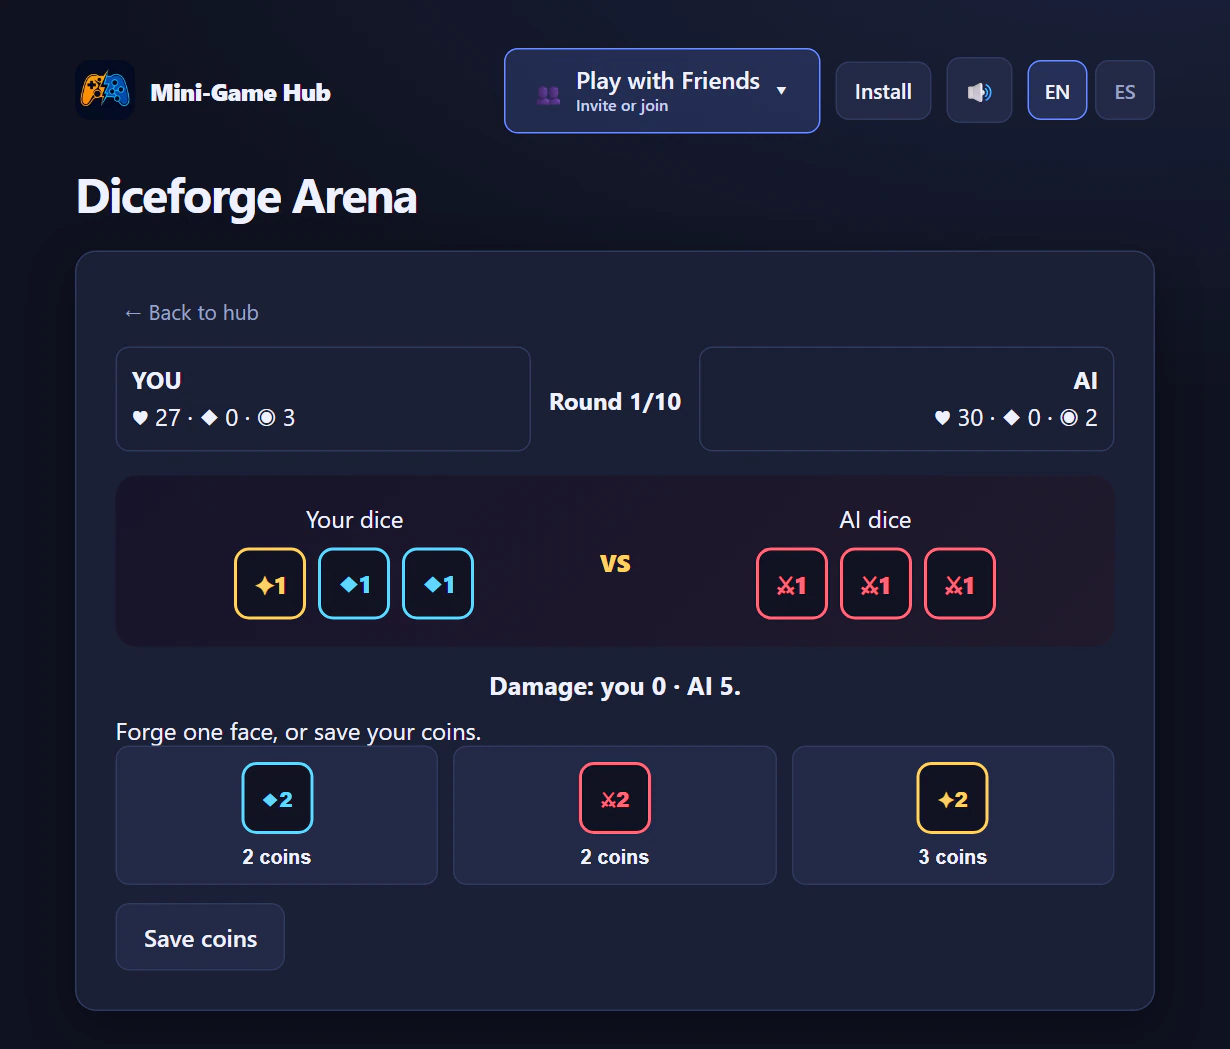 Mini-Game Hub
Play with Friends ▼
Invite or join
Install
EN
ES
Diceforge Arena
← Back to hub
YOU
♥ 27 · ◆ 0 · ◉ 3
Round 1/10
AI
♥ 30 · ◆ 0 · ◉ 2
Your dice
✦1 ◆1 ◆1
VS
AI dice
⚔1 ⚔1 ⚔1
Damage: you 0 · AI 5.
Forge one face, or save your coins.
◆2
2 coins
⚔2
2 coins
✦2
3 coins
Save coins